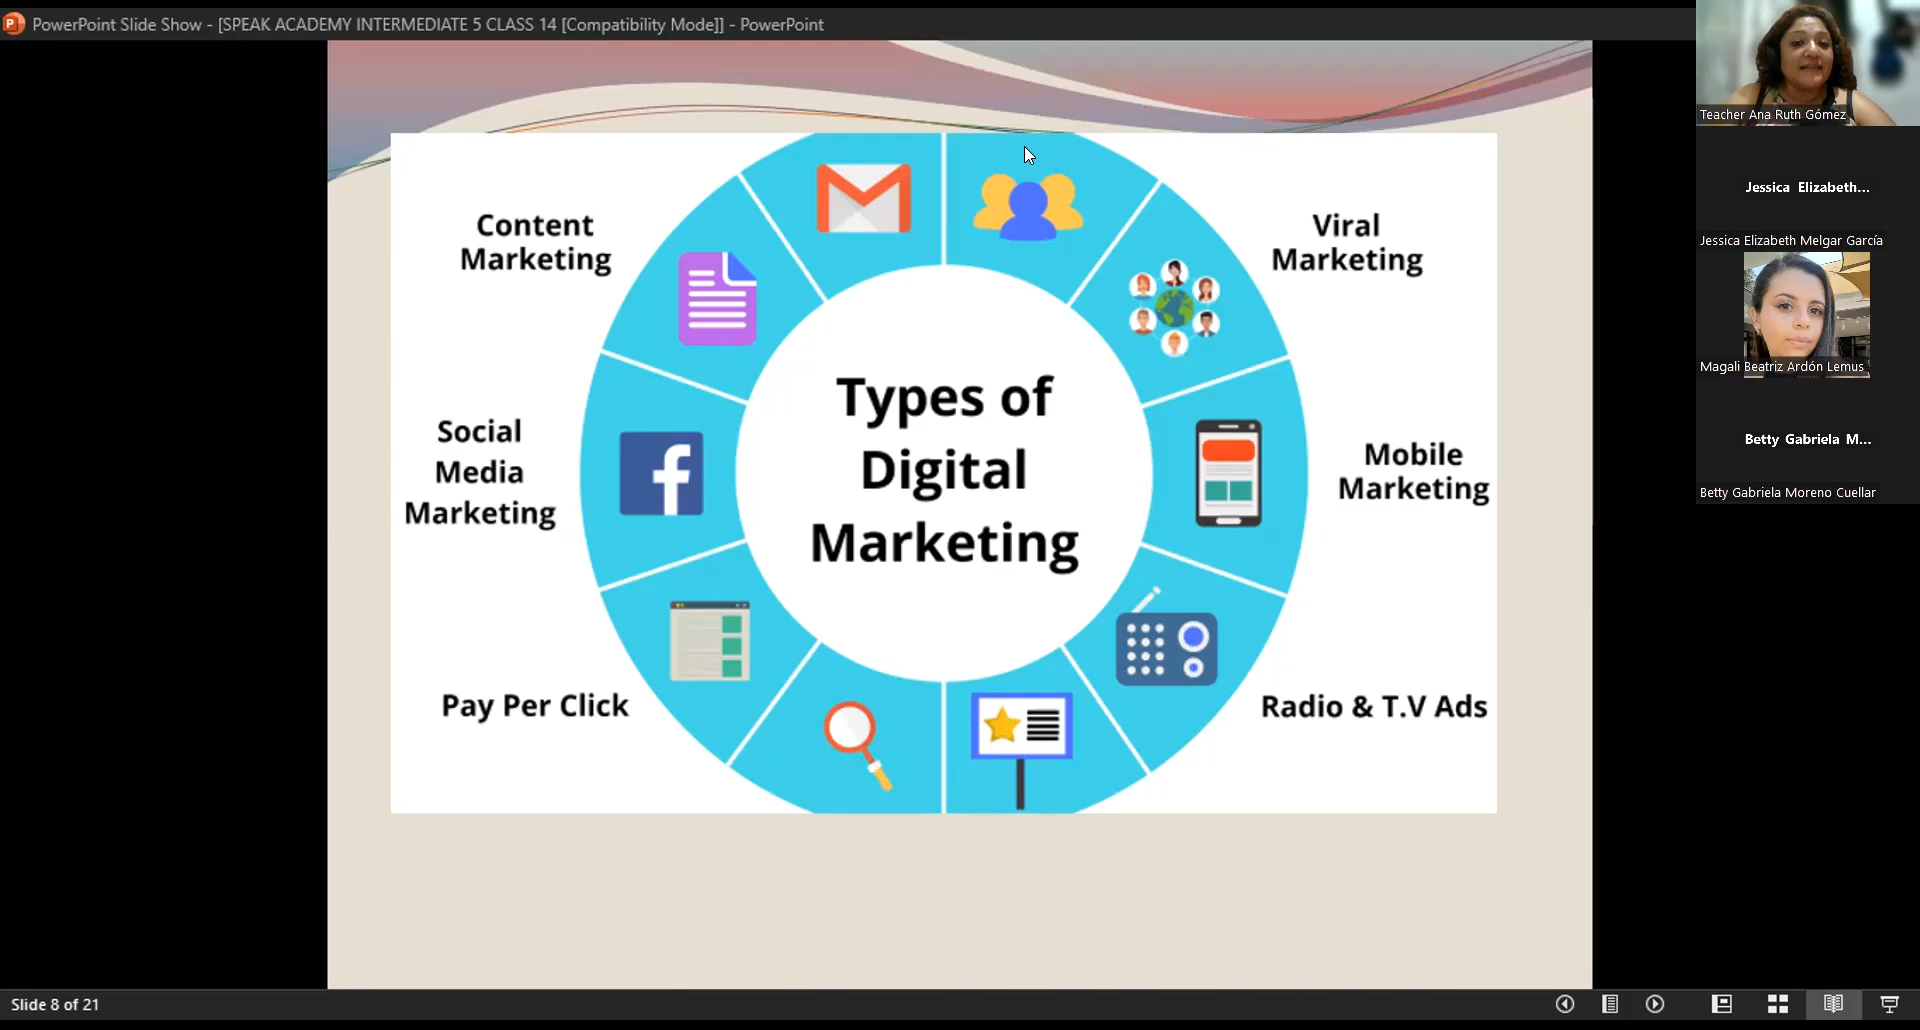 PowerPoint Slide Show - [SPEAK ACADEMY INTERMEDIATE 5 CLASS 14 [Compatibility Mode]] - PowerPoint
Content
Marketing
Viral
Marketing
Social
Media
Marketing
Types of
Digital
Marketing
Mobile
Marketing
Pay Per Click
Radio & T.V Ads
Teacher Ana Ruth Gómez
Jessica Elizabeth...
Jessica Elizabeth Melgar García
Magali Beatriz Ardón Lemus
Betty Gabriela M...
Betty Gabriela Moreno Cuellar
Slide 8 of 21